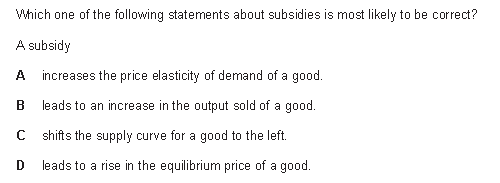 Which one of the following statements about subsidies is most likely to be correct?
A subsidy
A increases the price elasticity of demand of a good.
B leads to an increase in the output sold of a good.
C shifts the supply curve for a good to the left.
D leads to a rise in the equilibrium price of a good.